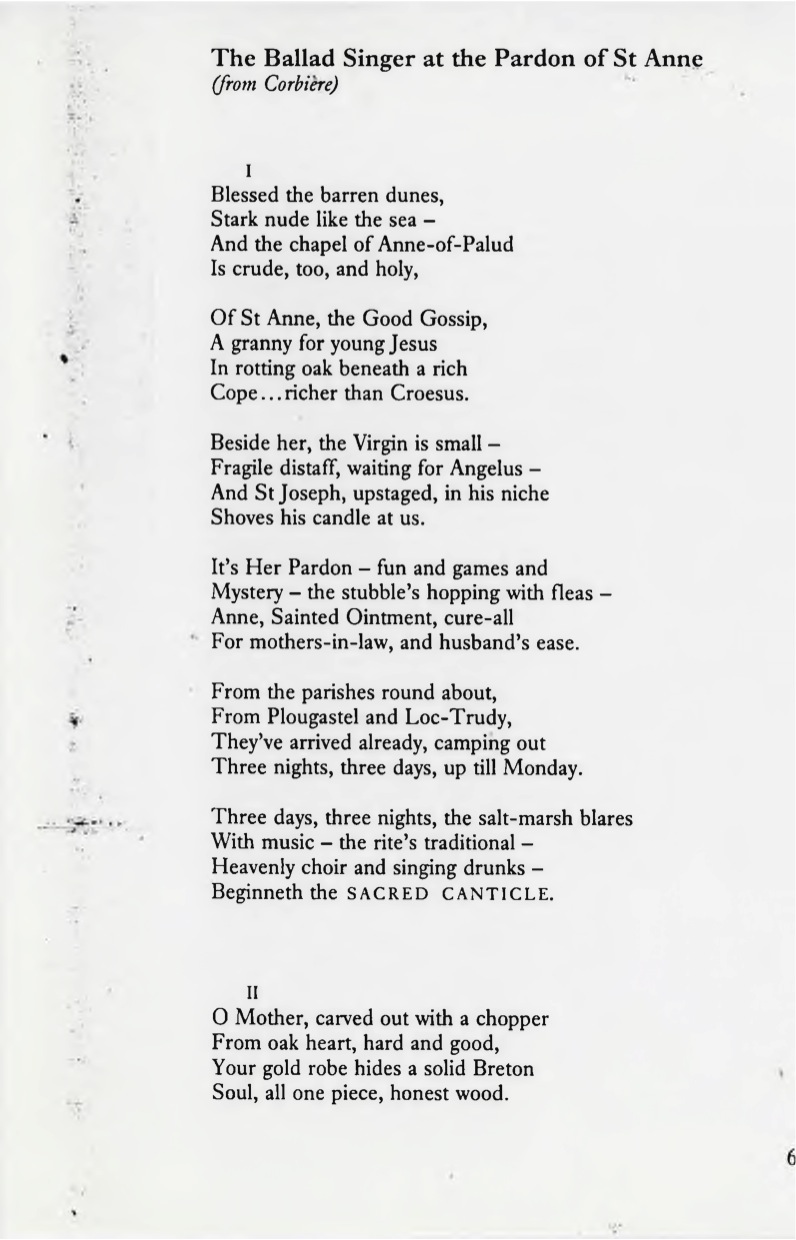 The Ballad Singer at the Pardon of St Anne
(from Corbière)
I
Blessed the barren dunes,
Stark nude like the sea –
And the chapel of Anne-of-Palud
Is crude, too, and holy,
Of St Anne, the Good Gossip,
A granny for young Jesus
In rotting oak beneath a rich
Cope...richer than Croesus.
Beside her, the Virgin is small –
Fragile distaff, waiting for Angelus –
And St Joseph, upstaged, in his niche
Shoves his candle at us.
It's Her Pardon – fun and games and
Mystery – the stubble's hopping with fleas –
Anne, Sainted Ointment, cure-all
For mothers-in-law, and husband's ease.
From the parishes round about,
From Plougastel and Loc-Trudy,
They've arrived already, camping out
Three nights, three days, up till Monday.
Three days, three nights, the salt-marsh blares
With music – the rite's traditional –
Heavenly choir and singing drunks –
Beginneth the SACRED CANTICLE.
II
O Mother, carved out with a chopper
From oak heart, hard and good,
Your gold robe hides a solid Breton
Soul, all one piece, honest wood.
6